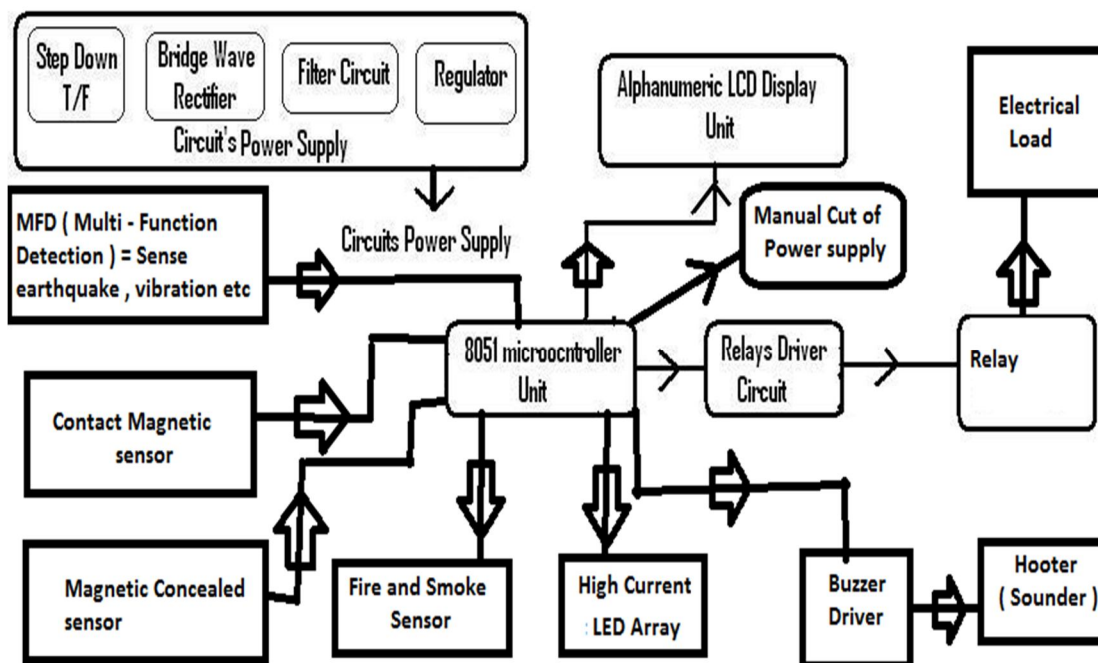 Step Down
T/F
Bridge Wave
Rectifier
Filter Circuit
Regulator
Circuit's Power Supply
Alphanumeric LCD Display
Unit
Electrical
Load
MFD ( Multi - Function
Detection ) = Sense
earthquake , vibration etc
Circuits Power Supply
Manual Cut of
Power supply
8051 microocntroller
Unit
Relays Driver
Circuit
Relay
Contact Magnetic
sensor
Magnetic Concealed
sensor
Fire and Smoke
Sensor
High Current
: LED Array
Buzzer
Driver
Hooter
( Sounder )